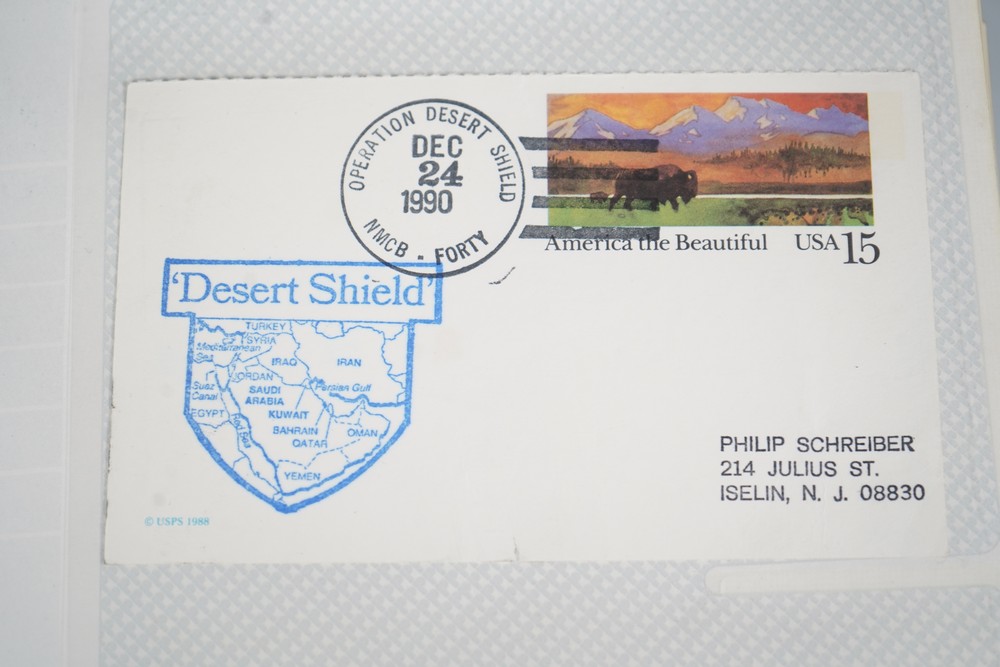 OPERATION DESERT SHIELD
DEC
24
1990
NMCB . FORTY
America the Beautiful USA 15
'Desert Shield'
TURKEY
SYRIA
Mediterranean
Sea
IRAQ
IRAN
JORDAN
Suez
Canal
SAUDI
ARABIA
Persian Gulf
EGYPT
KUWAIT
Red Sea
BAHRAIN
QATAR
OMAN
YEMEN
© USPS 1988
PHILIP SCHREIBER
214 JULIUS ST.
ISELIN, N. J. 08830